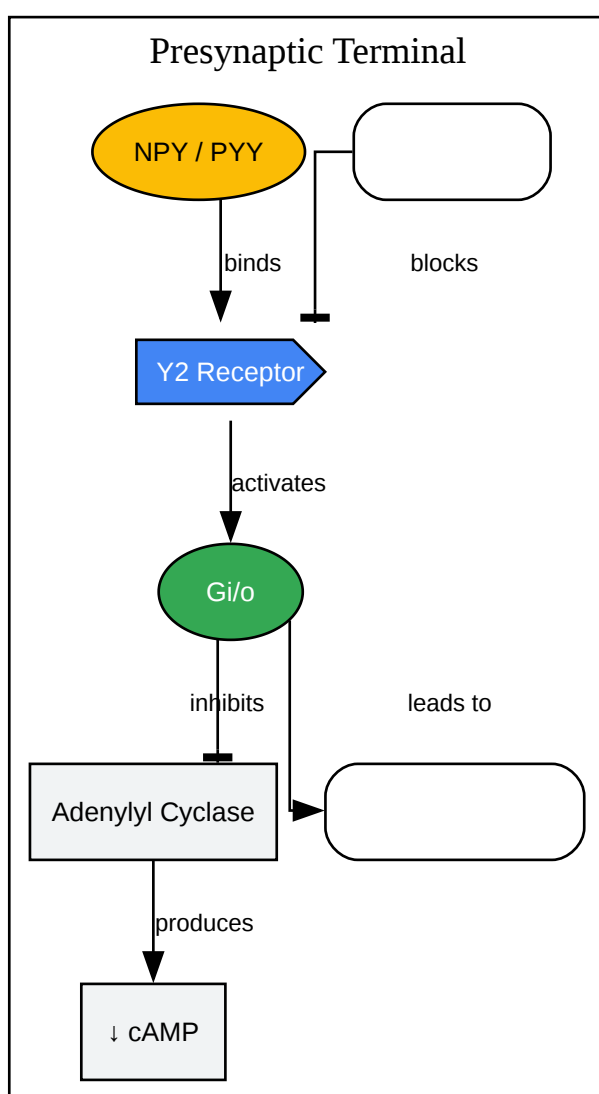 Presynaptic Terminal
NPY / PYY
binds
blocks
Y2 Receptor
activates
Gi/o
inhibits
leads to
Adenylyl Cyclase
produces
↓ cAMP